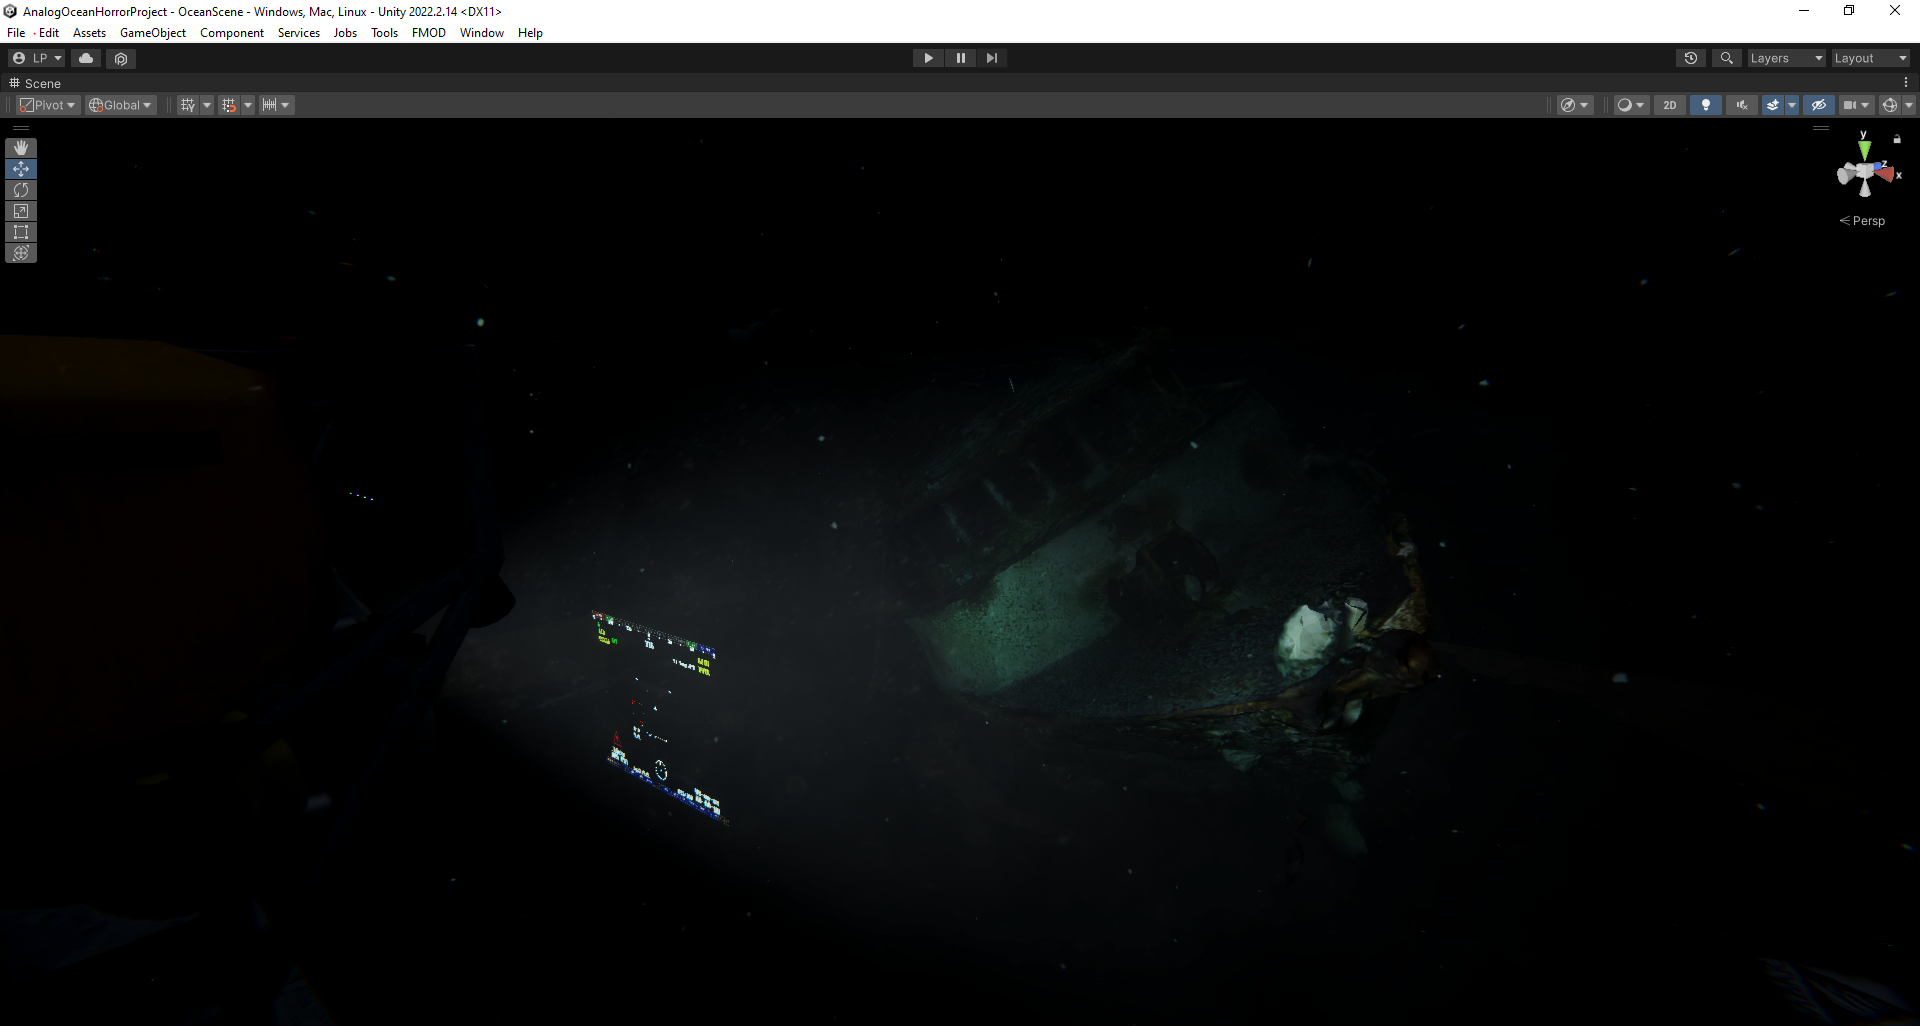 AnalogOceanHorrorProject - OceanScene - Windows, Mac, Linux - Unity 2022.2.14 <DX11>
File Edit Assets GameObject Component Services Jobs Tools FMOD Window Help
LP
Layers
Layout
Scene
Pivot
Global
2D
y
z
x
Persp